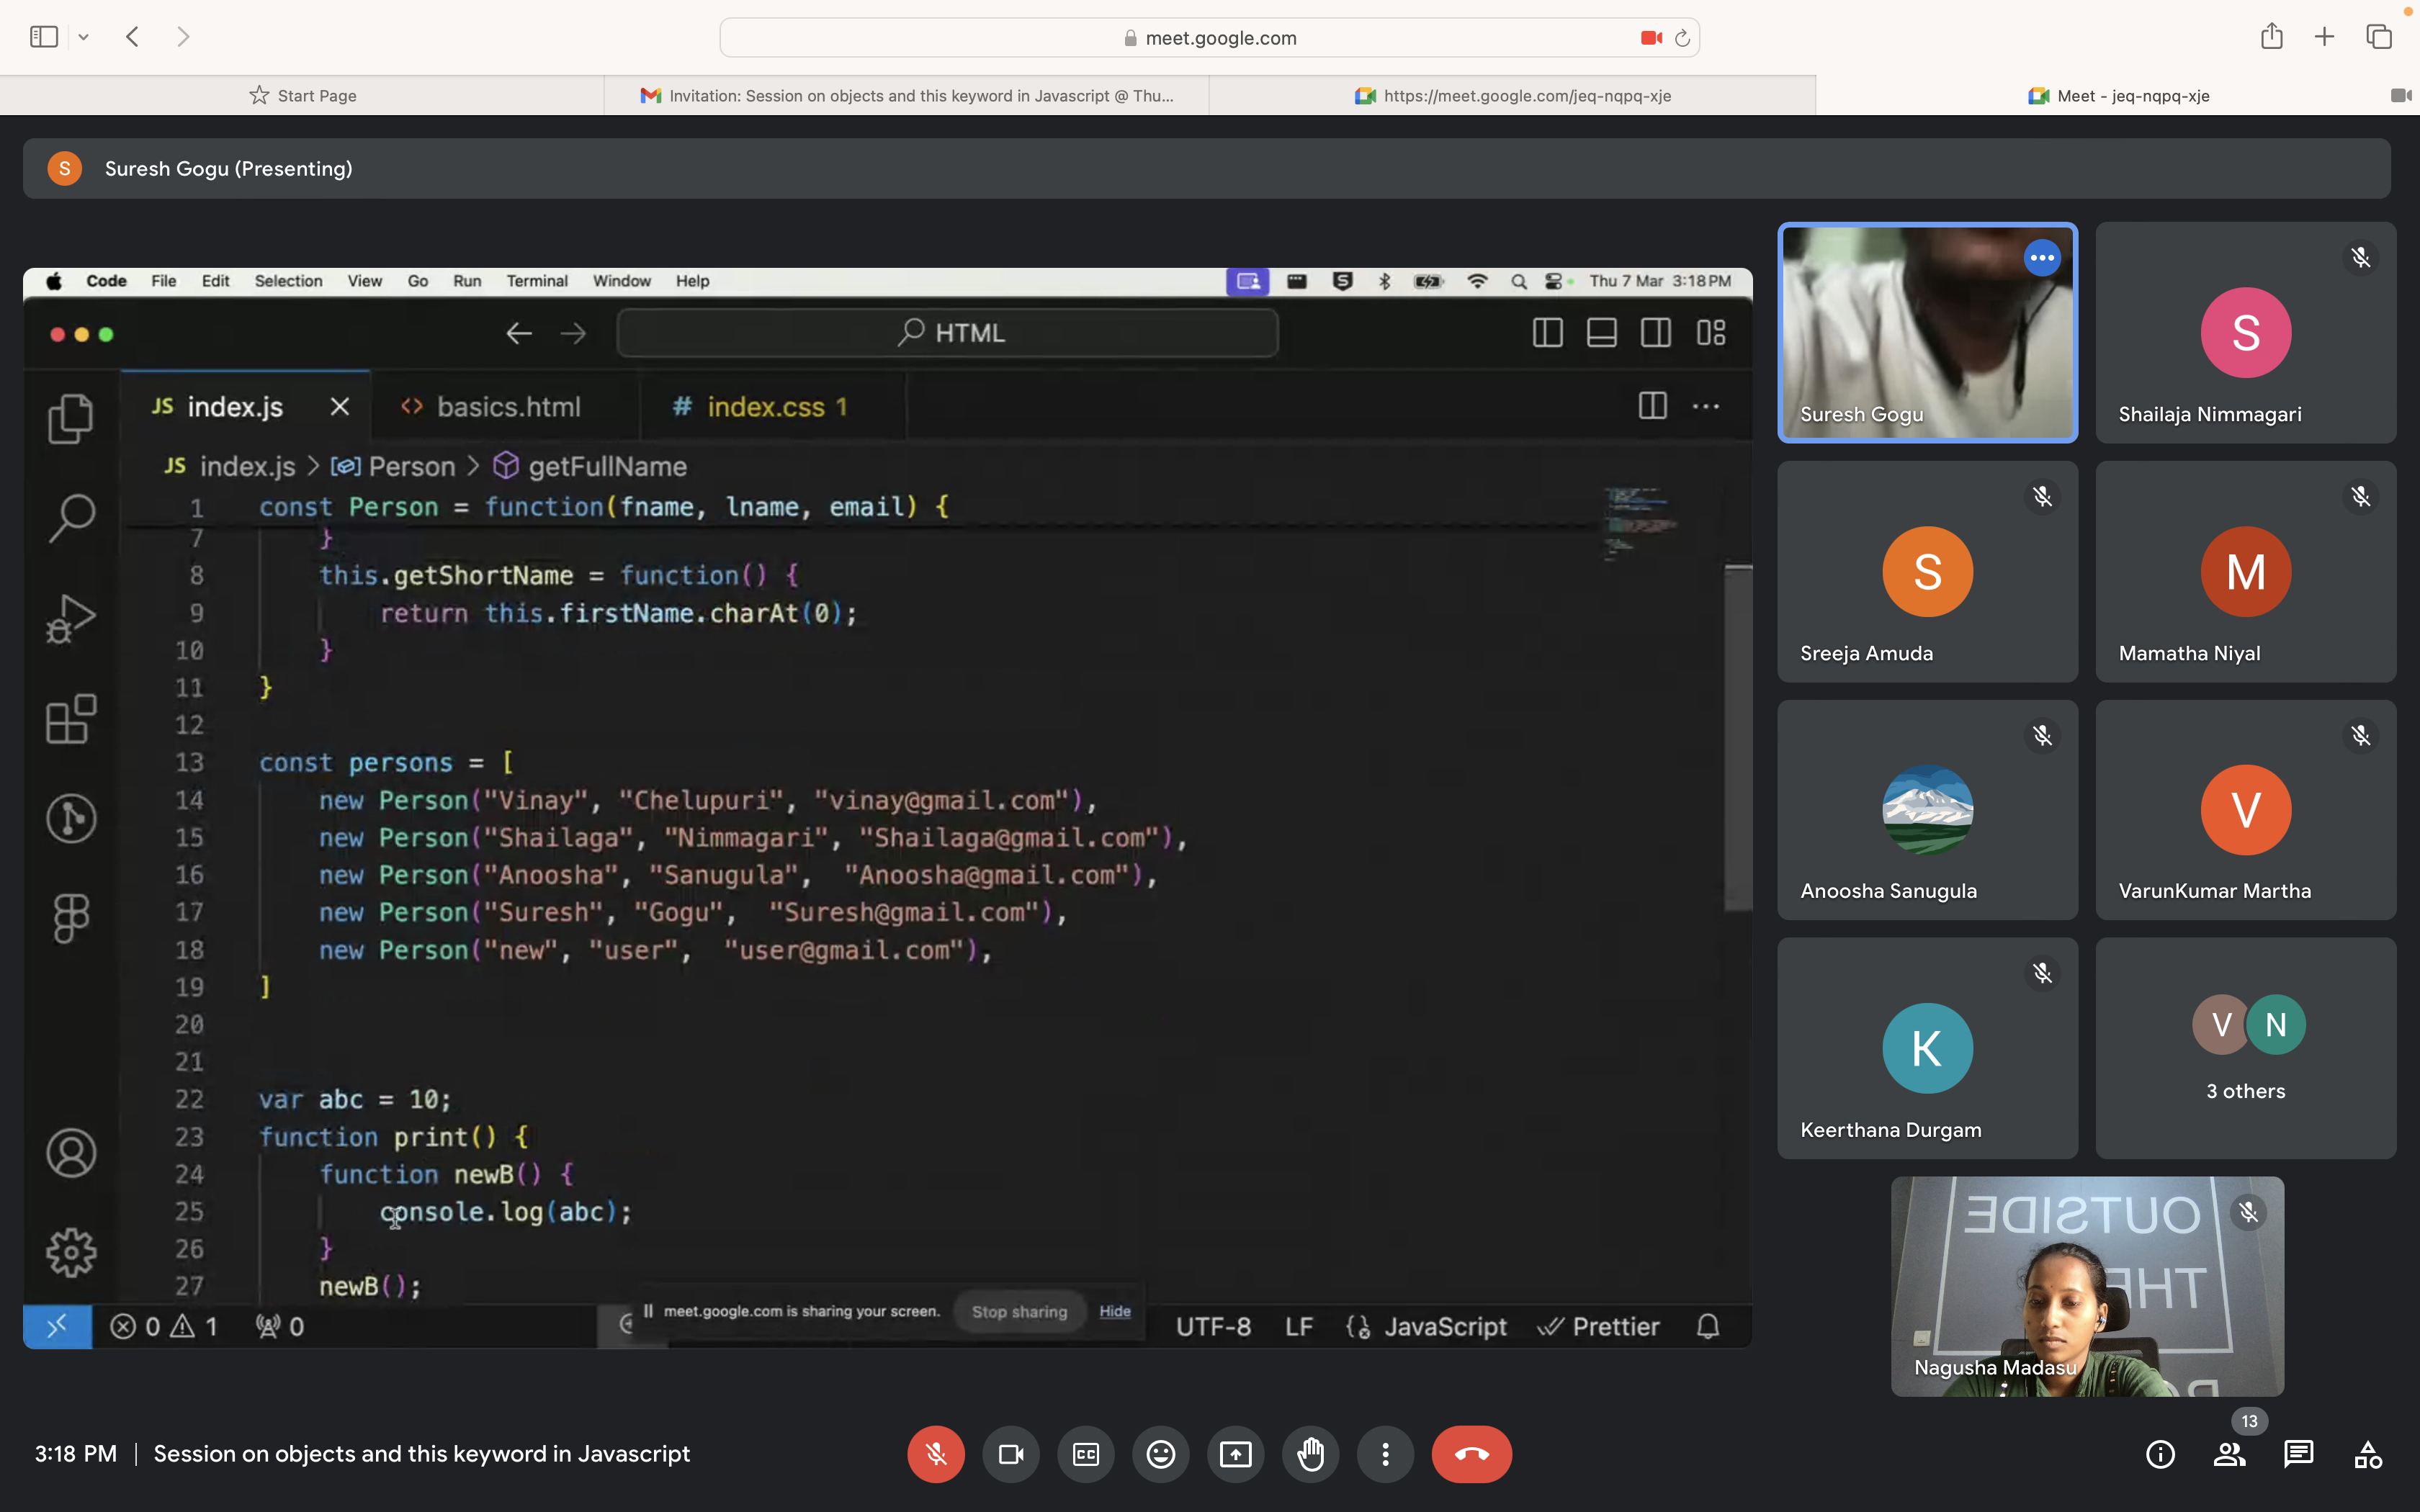 meet.google.com
Start Page
Invitation: Session on objects and this keyword in Javascript @ Thu...
https://meet.google.com/jeq-nqpq-xje
Meet - jeq-nqpq-xje
S
Suresh Gogu (Presenting)
Code File Edit Selection View Go Run Terminal Window Help
Thu 7 Mar 3:18 PM
HTML
JS index.js
<> basics.html
# index.css 1
JS index.js > Person > getFullName
1 const Person = function(fname, lname, email) {
7 }
8 this.getShortName = function() {
9 return this.firstName.charAt(0);
10 }
11 }
12
13 const persons = [
14 new Person("Vinay", "Chelupuri", "vinay@gmail.com"),
15 new Person("Shailaga", "Nimmagari", "Shailaga@gmail.com"),
16 new Person("Anoosha", "Sanugula", "Anoosha@gmail.com"),
17 new Person("Suresh", "Gogu", "Suresh@gmail.com"),
18 new Person("new", "user", "user@gmail.com"),
19 ]
20
21
22 var abc = 10;
23 function print() {
24 function newB() {
25 console.log(abc);
26 }
27 newB();
0 1 0
meet.google.com is sharing your screen. Stop sharing Hide
UTF-8 LF JavaScript Prettier
Suresh Gogu
S
Shailaja Nimmagari
S
Sreeja Amuda
M
Mamatha Niyal
Anoosha Sanugula
V
VarunKumar Martha
K
Keerthana Durgam
V N
3 others
OUTSIDE
THE
Nagusha Madasu
3:18 PM | Session on objects and this keyword in Javascript
CC
13